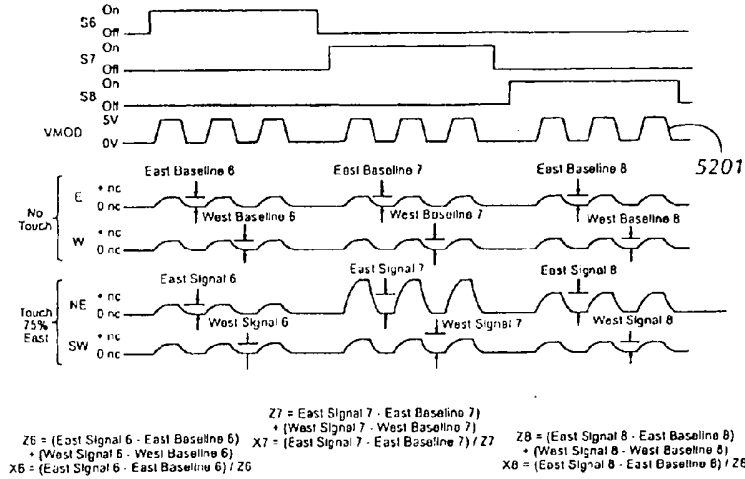 S6 On
Off
S7 On
Off
S8 On
Off
VMOD 5V
0V
5201
East Baseline 6 East Baseline 7 East Baseline 8
No Touch
E + nc
0 nc
West Baseline 6 West Baseline 7 West Baseline 8
W + nc
0 nc
East Signal 6 East Signal 7 East Signal 8
Touch 75% East
NE + nc
0 nc
West Signal 6 West Signal 7 West Signal 8
SW + nc
0 nc
Z6 = (East Signal 6 - East Baseline 6)
+ (West Signal 6 - West Baseline 6)
X6 = (East Signal 6 - East Baseline 6) / Z6
Z7 = East Signal 7 - East Baseline 7)
+ (West Signal 7 - West Baseline 7)
X7 = (East Signal 7 - East Baseline 7) / Z7
Z8 = (East Signal 8 - East Baseline 8)
+ (West Signal 8 - West Baseline 8)
X8 = (East Signal 8 - East Baseline 8) / Z8